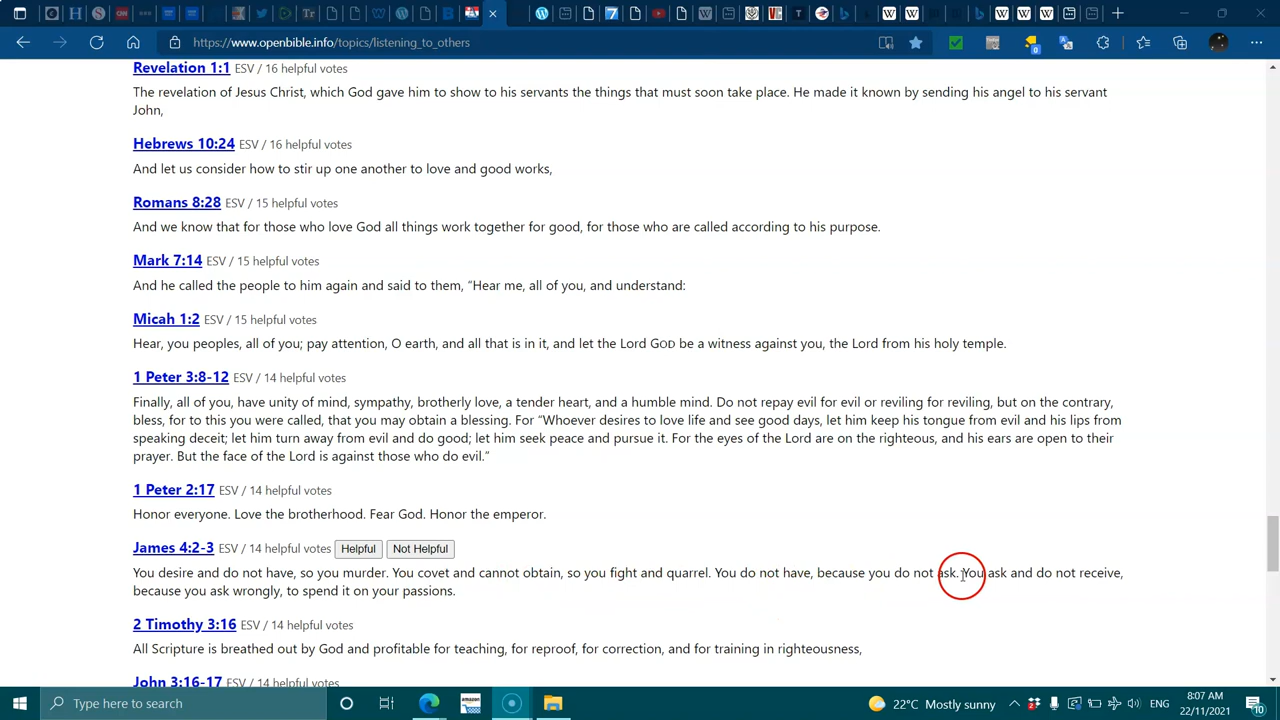 https://www.openbible.info/topics/listening_to_others
Revelation 1:1 ESV / 16 helpful votes
The revelation of Jesus Christ, which God gave him to show to his servants the things that must soon take place. He made it known by sending his angel to his servant
John,
Hebrews 10:24 ESV / 16 helpful votes
And let us consider how to stir up one another to love and good works,
Romans 8:28 ESV / 15 helpful votes
And we know that for those who love God all things work together for good, for those who are called according to his purpose.
Mark 7:14 ESV / 15 helpful votes
And he called the people to him again and said to them, “Hear me, all of you, and understand:
Micah 1:2 ESV / 15 helpful votes
Hear, you peoples, all of you; pay attention, O earth, and all that is in it, and let the Lord GOD be a witness against you, the Lord from his holy temple.
1 Peter 3:8-12 ESV / 14 helpful votes
Finally, all of you, have unity of mind, sympathy, brotherly love, a tender heart, and a humble mind. Do not repay evil for evil or reviling for reviling, but on the contrary,
bless, for to this you were called, that you may obtain a blessing. For “Whoever desires to love life and see good days, let him keep his tongue from evil and his lips from
speaking deceit; let him turn away from evil and do good; let him seek peace and pursue it. For the eyes of the Lord are on the righteous, and his ears are open to their
prayer. But the face of the Lord is against those who do evil.”
1 Peter 2:17 ESV / 14 helpful votes
Honor everyone. Love the brotherhood. Fear God. Honor the emperor.
James 4:2-3 ESV / 14 helpful votes Helpful Not Helpful
You desire and do not have, so you murder. You covet and cannot obtain, so you fight and quarrel. You do not have, because you do not ask. You ask and do not receive,
because you ask wrongly, to spend it on your passions.
2 Timothy 3:16 ESV / 14 helpful votes
All Scripture is breathed out by God and profitable for teaching, for reproof, for correction, and for training in righteousness,
John 3:16-17 ESV / 14 helpful votes
Type here to search
amazon
22°C Mostly sunny
2
ENG
8:07 AM
22/11/2021
10